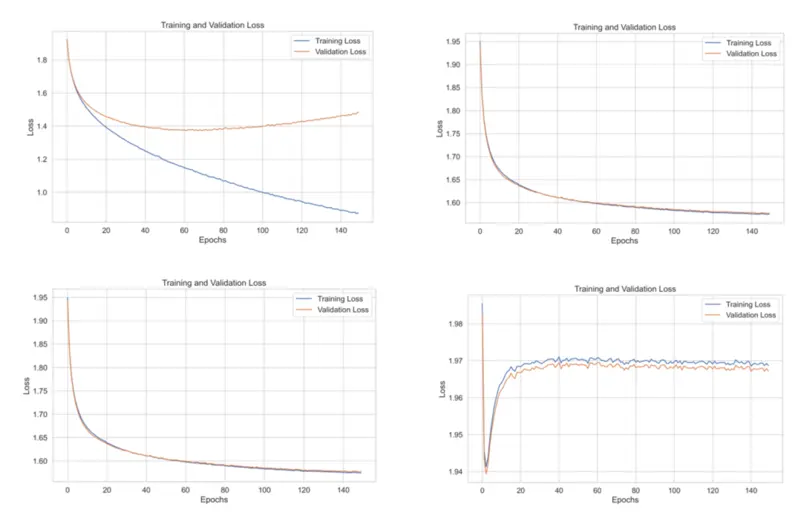 Training and Validation Loss
Training Loss
Validation Loss
1.8
1.6
1.4
1.2
1.0
Loss
0 20 40 60 80 100 120 140
Epochs
Training and Validation Loss
Training Loss
Validation Loss
1.95
1.90
1.85
1.80
1.75
1.70
1.65
1.60
Loss
0 20 40 60 80 100 120 140
Epochs
Training and Validation Loss
Training Loss
Validation Loss
1.95
1.90
1.85
1.80
1.75
1.70
1.65
1.60
Loss
0 20 40 60 80 100 120 140
Epochs
Training and Validation Loss
Training Loss
Validation Loss
1.98
1.97
1.96
1.95
1.94
Loss
0 20 40 60 80 100 120 140
Epochs